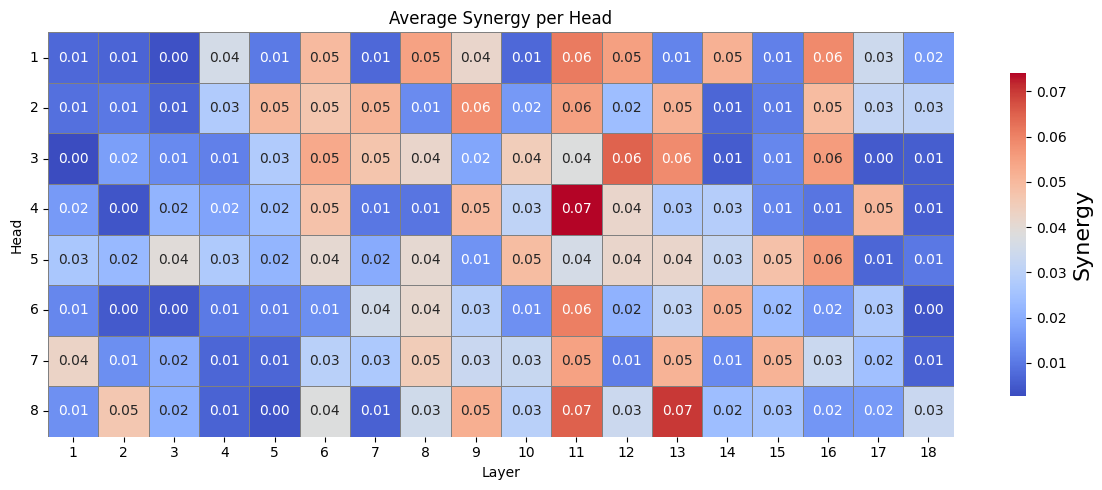 Average Synergy per Head
1 0.01 0.01 0.00 0.04 0.01 0.05 0.01 0.05 0.04 0.01 0.06 0.05 0.01 0.05 0.01 0.06 0.03 0.02
2 0.01 0.01 0.01 0.03 0.05 0.05 0.05 0.01 0.06 0.02 0.06 0.02 0.05 0.01 0.01 0.05 0.03 0.03
3 0.00 0.02 0.01 0.01 0.03 0.05 0.05 0.04 0.02 0.04 0.04 0.06 0.06 0.01 0.01 0.06 0.00 0.01
4 0.02 0.00 0.02 0.02 0.02 0.05 0.01 0.01 0.05 0.03 0.07 0.04 0.03 0.03 0.01 0.01 0.05 0.01
5 0.03 0.02 0.04 0.03 0.02 0.04 0.02 0.04 0.01 0.05 0.04 0.04 0.04 0.03 0.05 0.06 0.01 0.01
6 0.01 0.00 0.00 0.01 0.01 0.01 0.04 0.04 0.03 0.01 0.06 0.02 0.03 0.05 0.02 0.02 0.03 0.00
7 0.04 0.01 0.02 0.01 0.01 0.03 0.03 0.05 0.03 0.03 0.05 0.01 0.05 0.01 0.05 0.03 0.02 0.01
8 0.01 0.05 0.02 0.01 0.00 0.04 0.01 0.03 0.05 0.03 0.07 0.03 0.07 0.02 0.03 0.02 0.02 0.03
1 2 3 4 5 6 7 8 9 10 11 12 13 14 15 16 17 18
Layer
Head
0.07
0.06
0.05
0.04
0.03
0.02
0.01
Synergy